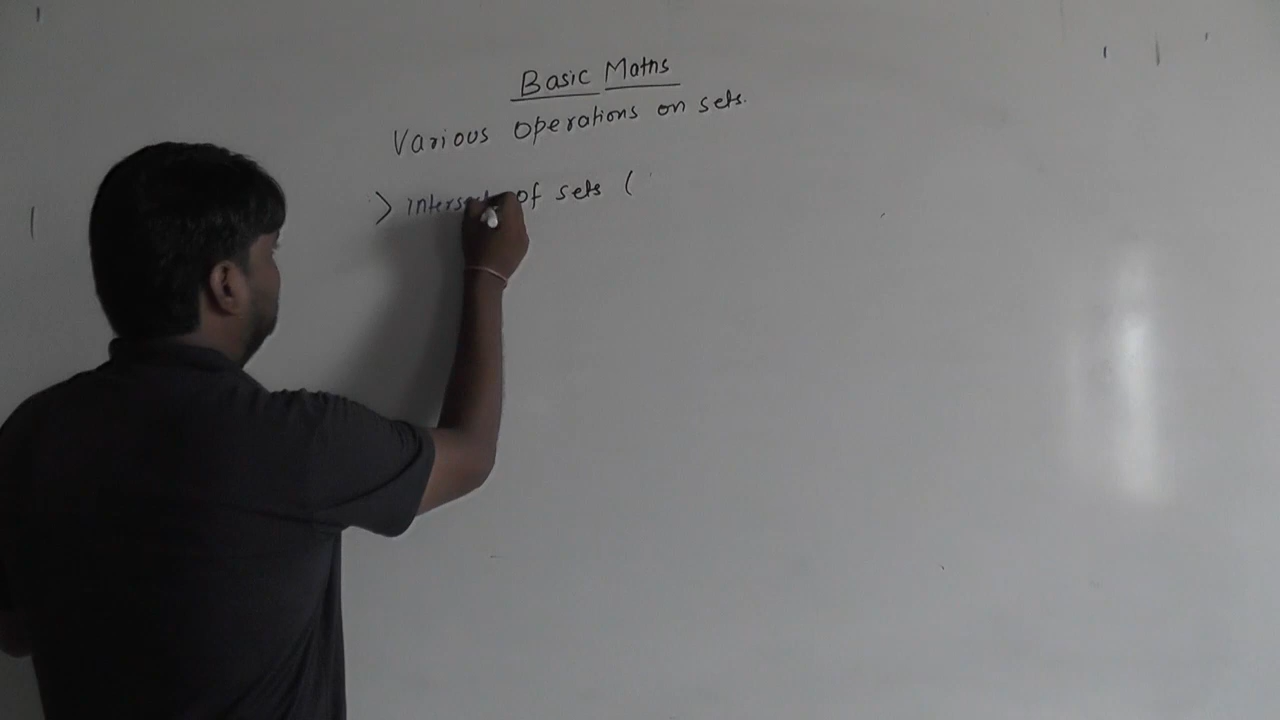 Basic Maths
Various Operations on sets.
> of sets (